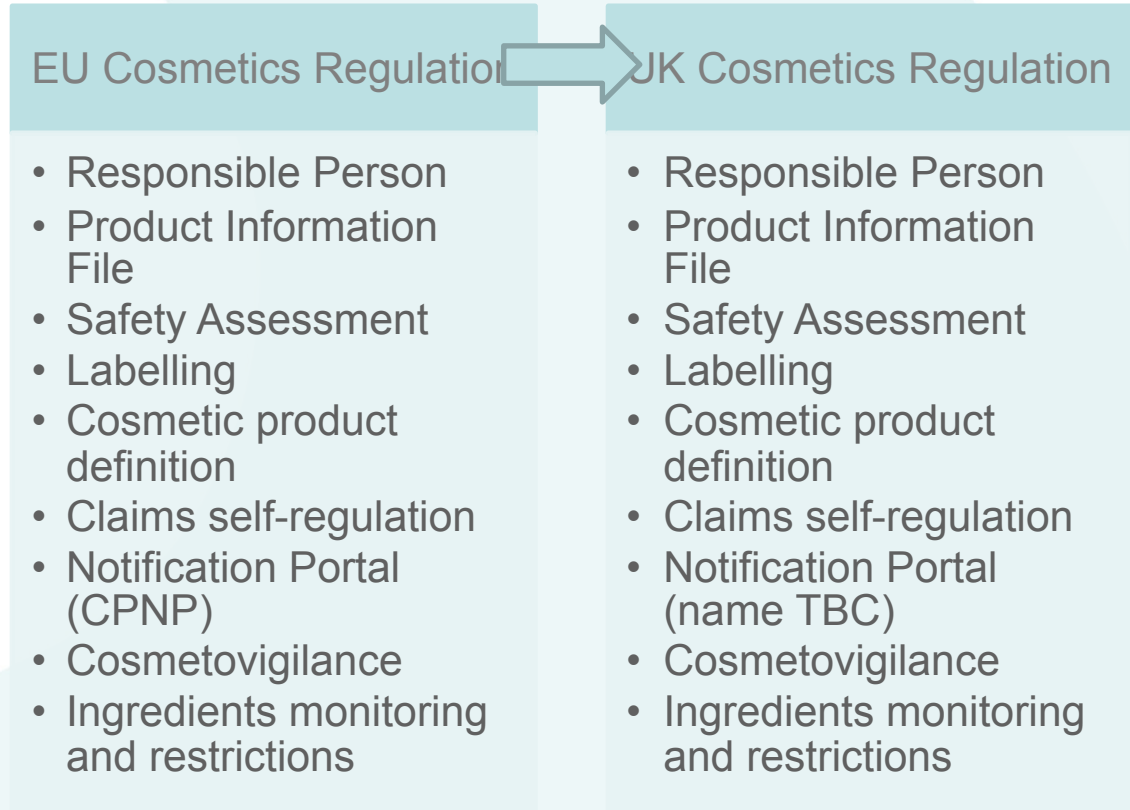 EU Cosmetics Regulation
• Responsible Person
• Product Information
File
• Safety Assessment
• Labelling
• Cosmetic product
definition
• Claims self-regulation
• Notification Portal
(CPNP)
• Cosmetovigilance
• Ingredients monitoring
and restrictions
UK Cosmetics Regulation
• Responsible Person
• Product Information
File
• Safety Assessment
• Labelling
• Cosmetic product
definition
• Claims self-regulation
• Notification Portal
(name TBC)
• Cosmetovigilance
• Ingredients monitoring
and restrictions